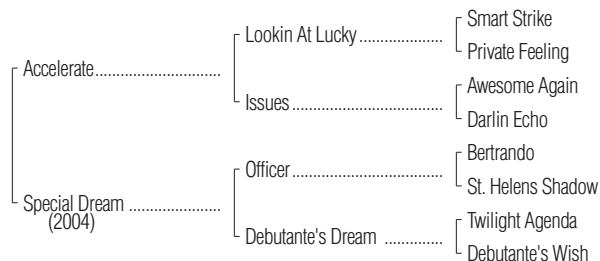 Smart Strike
Lookin At Lucky...................
Private Feeling
Accelerate.............................
Awesome Again
Issues..................................
Darlin Echo
Bertrando
Officer..................................
St. Helens Shadow
Special Dream .....................
(2004)
Twilight Agenda
Debutante's Dream .............
Debutante's Wish